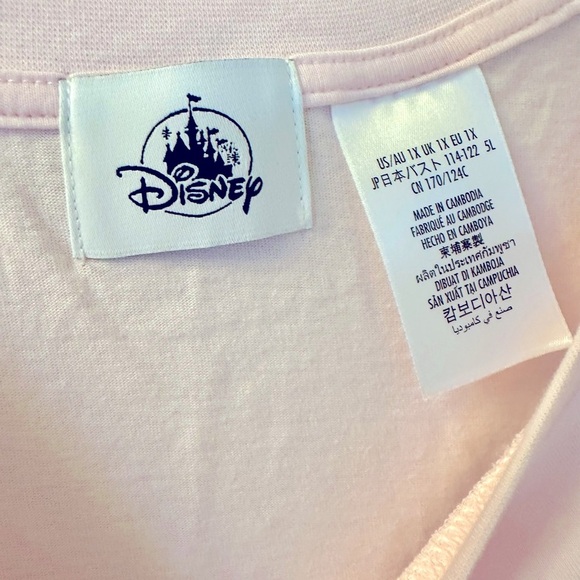 Disney
US/AU 1X UK 1X EU 1X
JP日本バスト 114-122 5L
CN 170/124C
MADE IN CAMBODIA
FABRIQUÉ AU CAMBODGE
HECHO EN CAMBOYA
柬埔寨製
ผลิตในประเทศกัมพูชา
DIBUAT DI KAMBOJA
SẢN XUẤT TẠI CAMPUCHIA
캄보디아산
صنع في كامبوديا